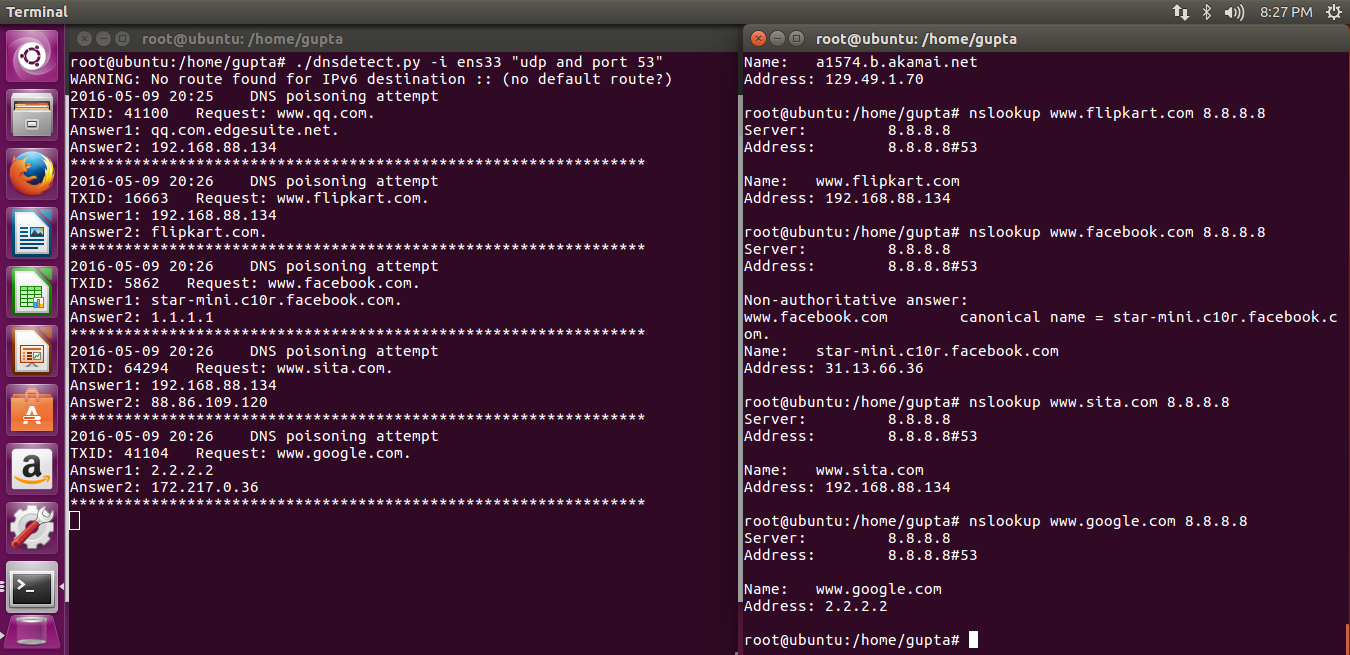 Terminal
8:27 PM
root@ubuntu: /home/gupta
root@ubuntu:/home/gupta# ./dnsdetect.py -i ens33 "udp and port 53"
WARNING: No route found for IPv6 destination :: (no default route?)
2016-05-09 20:25    DNS poisoning attempt
TXID: 41100   Request: www.qq.com.
Answer1: qq.com.edgesuite.net.
Answer2: 192.168.88.134
****************************************************************
2016-05-09 20:26    DNS poisoning attempt
TXID: 16663   Request: www.flipkart.com.
Answer1: 192.168.88.134
Answer2: flipkart.com.
****************************************************************
2016-05-09 20:26    DNS poisoning attempt
TXID: 5862   Request: www.facebook.com.
Answer1: star-mini.c10r.facebook.com.
Answer2: 1.1.1.1
****************************************************************
2016-05-09 20:26    DNS poisoning attempt
TXID: 64294   Request: www.sita.com.
Answer1: 192.168.88.134
Answer2: 88.86.109.120
****************************************************************
2016-05-09 20:26    DNS poisoning attempt
TXID: 41104   Request: www.google.com.
Answer1: 2.2.2.2
Answer2: 172.217.0.36
****************************************************************
root@ubuntu: /home/gupta
Name:   a1574.b.akamai.net
Address: 129.49.1.70
root@ubuntu:/home/gupta# nslookup www.flipkart.com 8.8.8.8
Server:         8.8.8.8
Address:        8.8.8.8#53
Name:   www.flipkart.com
Address: 192.168.88.134
root@ubuntu:/home/gupta# nslookup www.facebook.com 8.8.8.8
Server:         8.8.8.8
Address:        8.8.8.8#53
Non-authoritative answer:
www.facebook.com        canonical name = star-mini.c10r.facebook.c
om.
Name:   star-mini.c10r.facebook.com
Address: 31.13.66.36
root@ubuntu:/home/gupta# nslookup www.sita.com 8.8.8.8
Server:         8.8.8.8
Address:        8.8.8.8#53
Name:   www.sita.com
Address: 192.168.88.134
root@ubuntu:/home/gupta# nslookup www.google.com 8.8.8.8
Server:         8.8.8.8
Address:        8.8.8.8#53
Name:   www.google.com
Address: 2.2.2.2
root@ubuntu:/home/gupta#